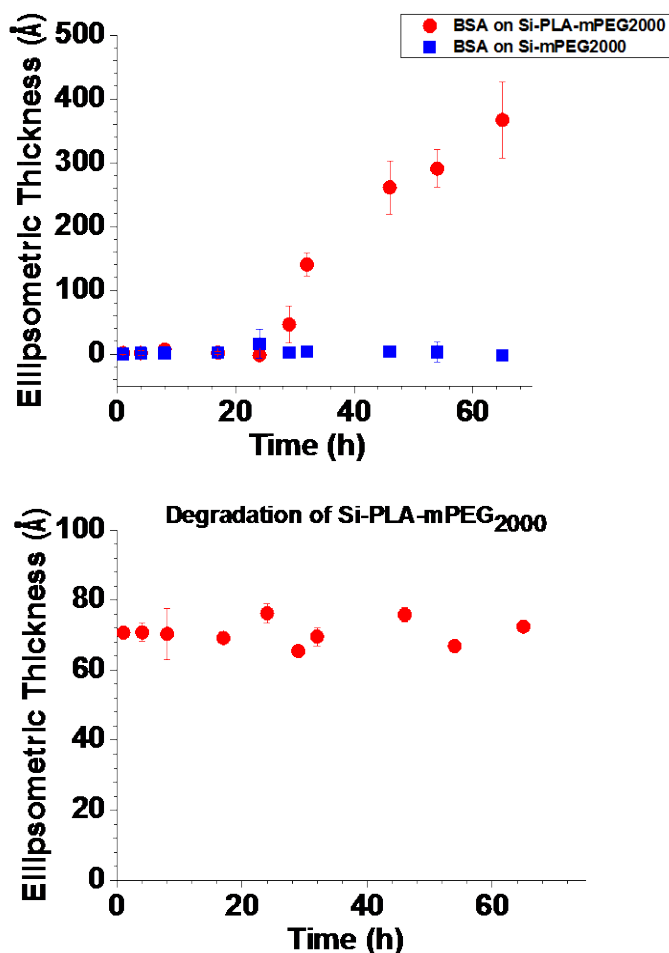 BSA on Si-PLA-mPEG2000
BSA on Si-mPEG2000
Ellipsometric Thickness (Å)
500
400
300
200
100
0
0 20 40 60
Time (h)
Degradation of Si-PLA-mPEG2000
Ellipsometric Thickness (Å)
100
80
60
40
20
0
0 20 40 60
Time (h)